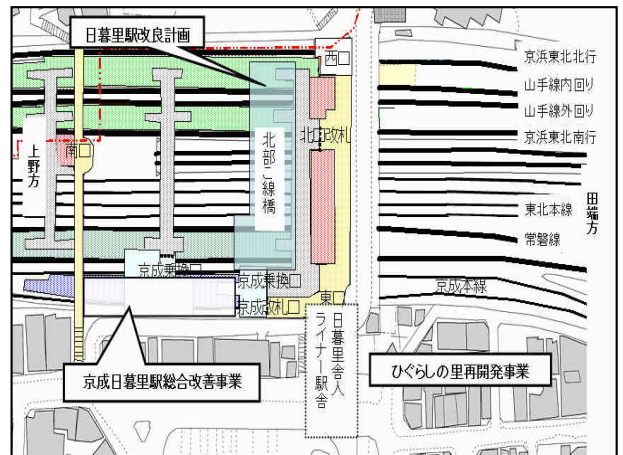 日暮里駅改良計画
西口
京浜東北北行
山手線内回り
山手線外回り
京浜東北南行
北口改札
北部こ線橋
南口
上野方
田端方
東北本線
常磐線
京成乗換口
京成乗換口
京成本線
京成改札口
東口
日暮里舎人
ライナー駅舎
京成日暮里駅総合改善事業
ひぐらしの里再開発事業